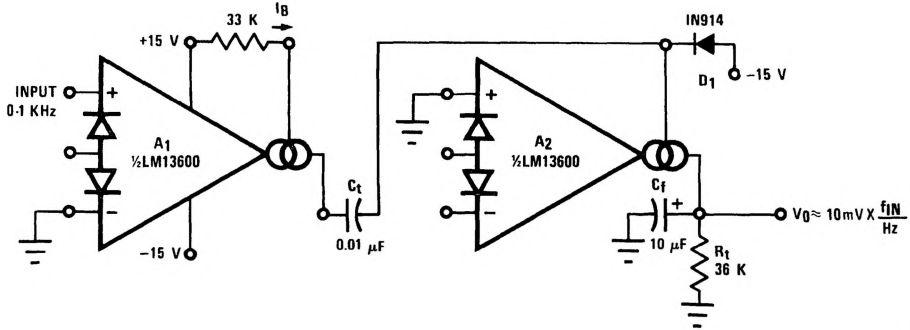 33 K
IB
+15 V
INPUT
0-1 KHz
+
A1
½LM13600
-
-15 V
Ct
0.01 µF
+
A2
½LM13600
-
IN914
D1
-15 V
Cf
+
10 µF
Rt
36 K
V0 ≈ 10mV X fIN/Hz